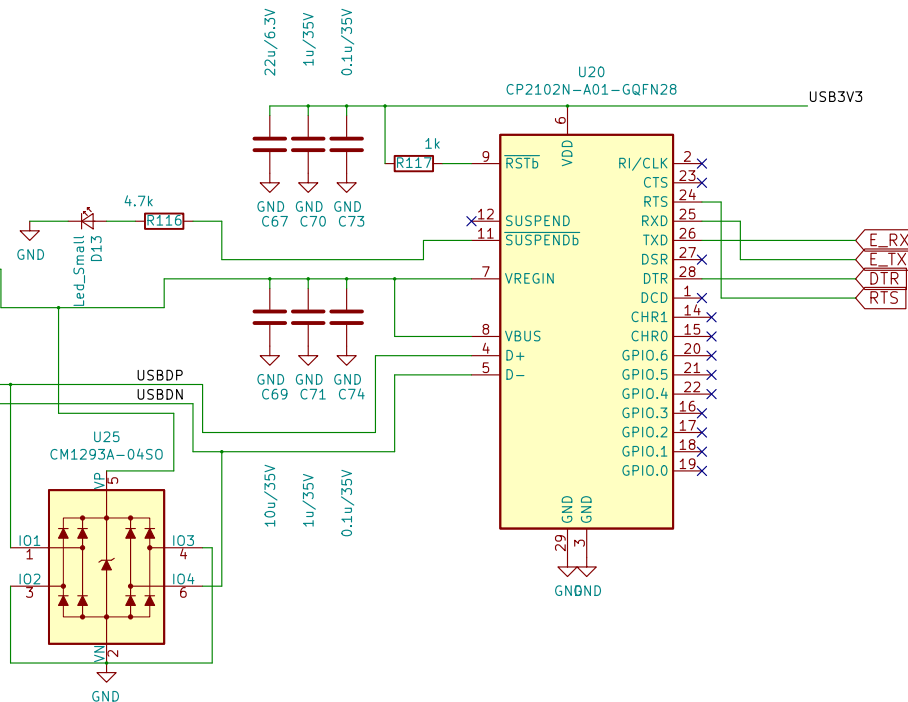 22u/6.3V
1u/35V
0.1u/35V
U20
CP2102N-A01-GQFN28
USB3V3
6
VDD
1k
R117
9
RSTb
RI/CLK
2
CTS
23
RTS
24
RXD
25
TXD
26
DSR
27
DTR
28
DCD
1
CHR1
14
CHR0
15
GPIO.6
20
GPIO.5
21
GPIO.4
22
GPIO.3
16
GPIO.2
17
GPIO.1
18
GPIO.0
19
E_RX
E_TX
DTR
RTS
GND GND GND
C67 C70 C73
4.7k
R116
12
SUSPEND
11
SUSPENDb
GND
Led_Small
D13
7
VREGIN
8
VBUS
4
D+
5
D-
GND GND GND
C69 C71 C74
USBDP
USBDN
U25
CM1293A-04SO
10u/35V
1u/35V
0.1u/35V
VP
5
IO1
1
IO2
3
IO3
4
IO4
6
VN
2
GND
GND
29
GND
3
GND
GND